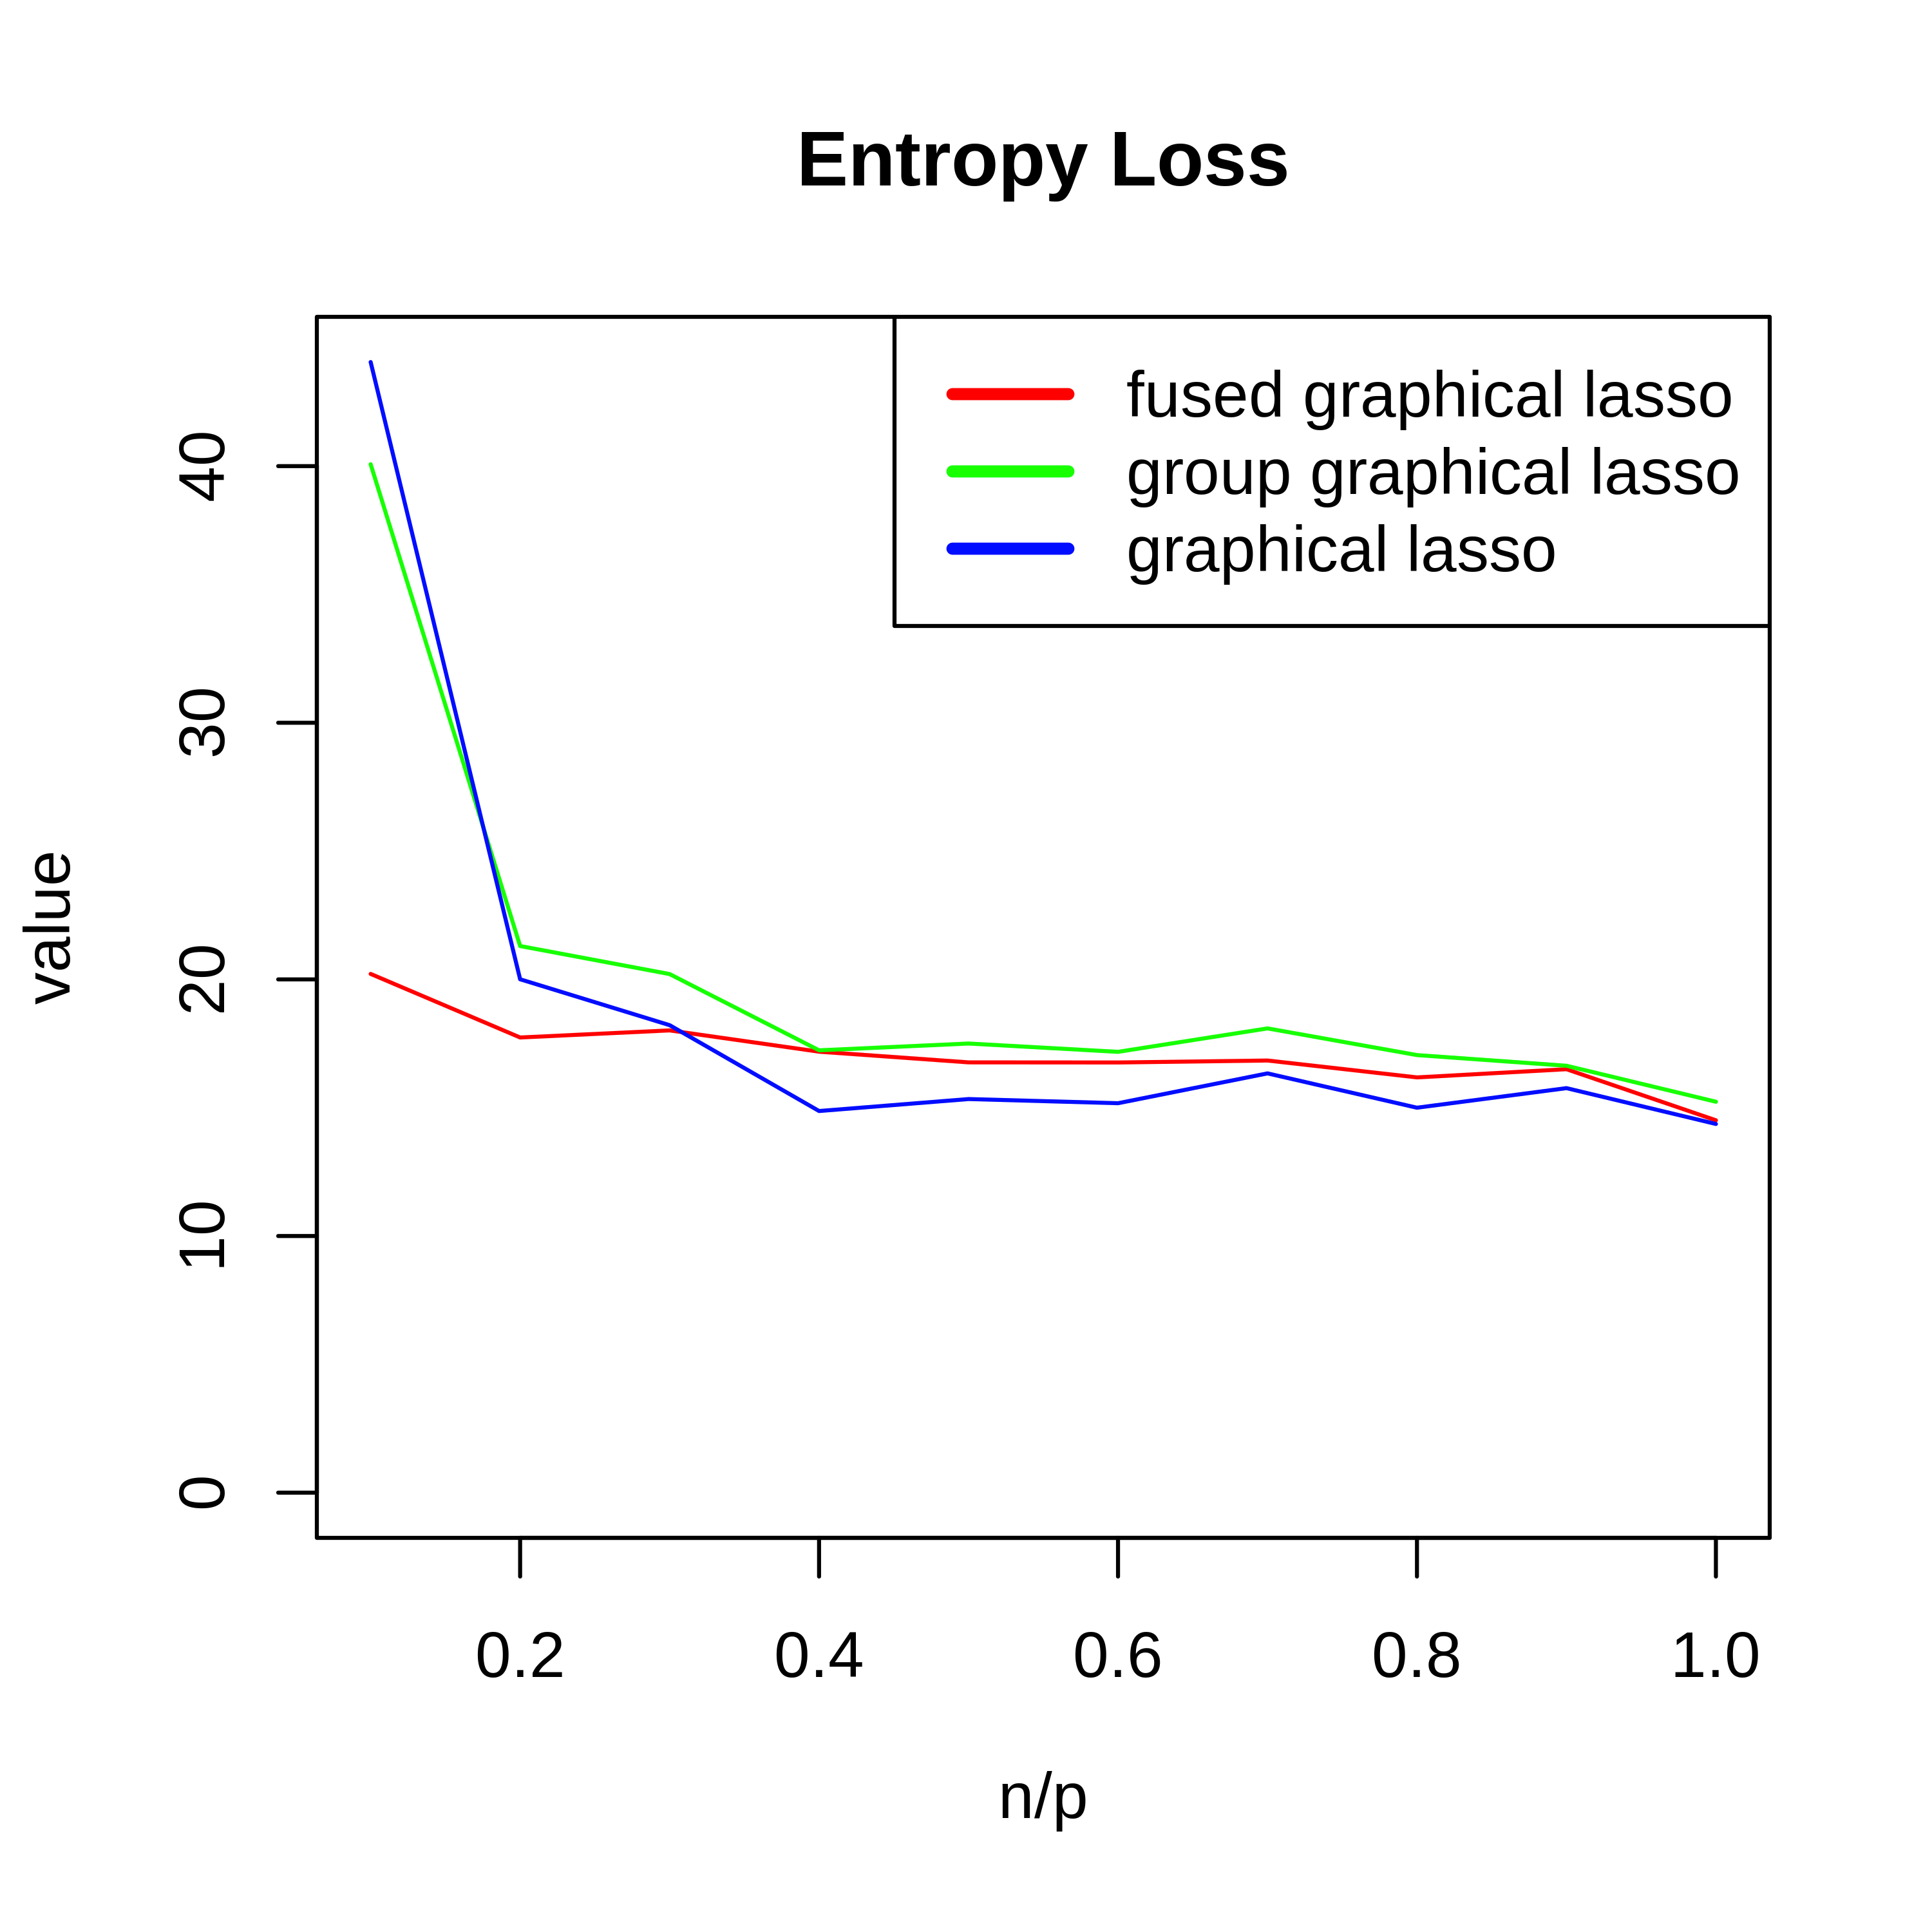 Entropy Loss
fused graphical lasso
group graphical lasso
graphical lasso
value
40
30
20
10
0
0.2 0.4 0.6 0.8 1.0
n/p